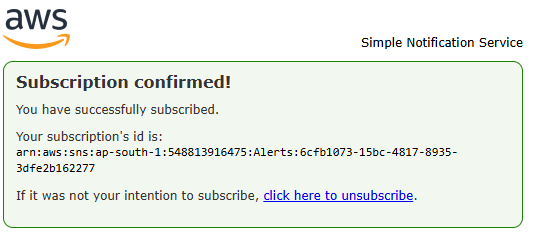 aws
Simple Notification Service
Subscription confirmed!
You have successfully subscribed.
Your subscription's id is:
arn:aws:sns:ap-south-1:548813916475:Alerts:6cfb1073-15bc-4817-8935-
3dfe2b162277
If it was not your intention to subscribe, click here to unsubscribe.